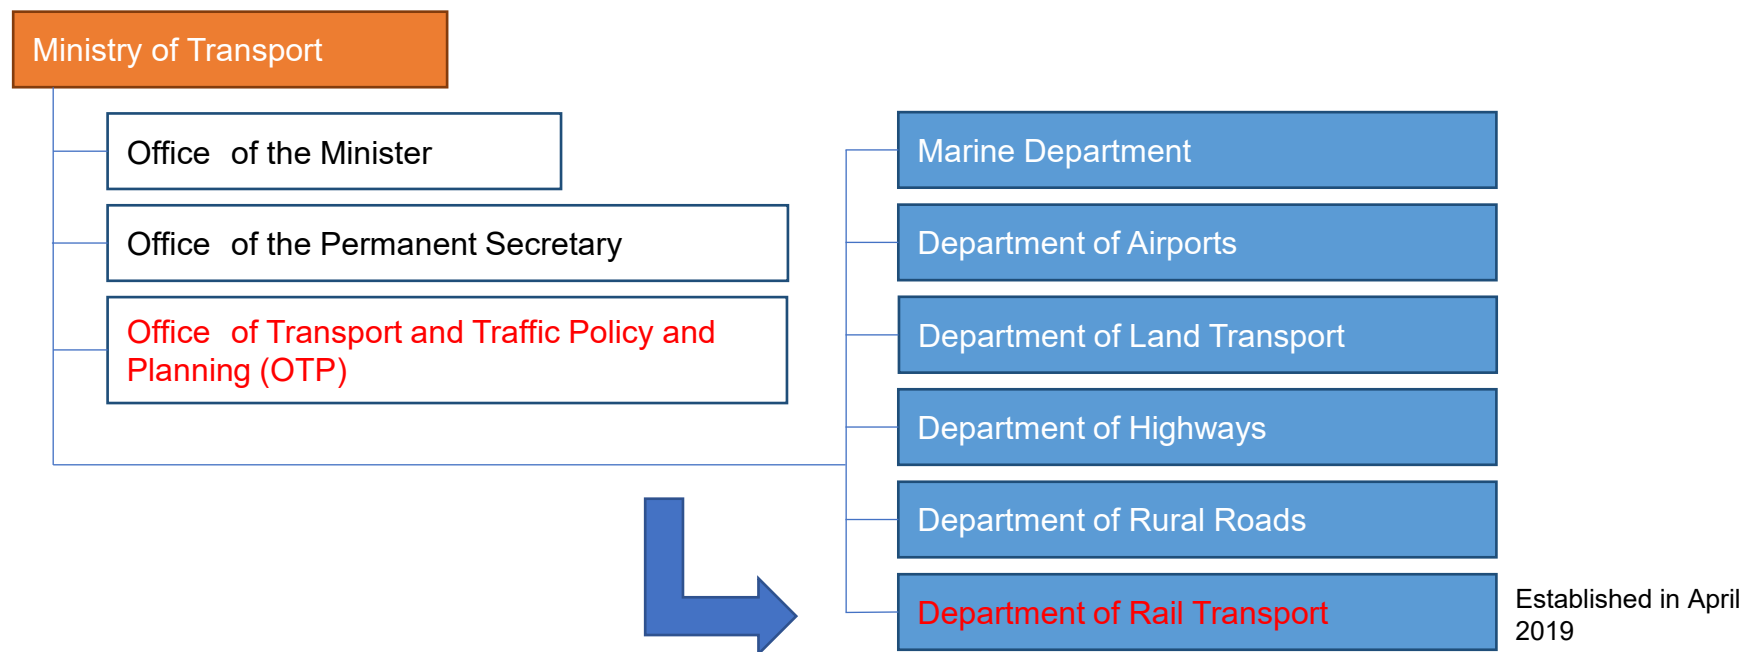 Ministry of Transport
Office of the Minister
Office of the Permanent Secretary
Office of Transport and Traffic Policy and
Planning (OTP)
Marine Department
Department of Airports
Department of Land Transport
Department of Highways
Department of Rural Roads
Department of Rail Transport
Established in April
2019